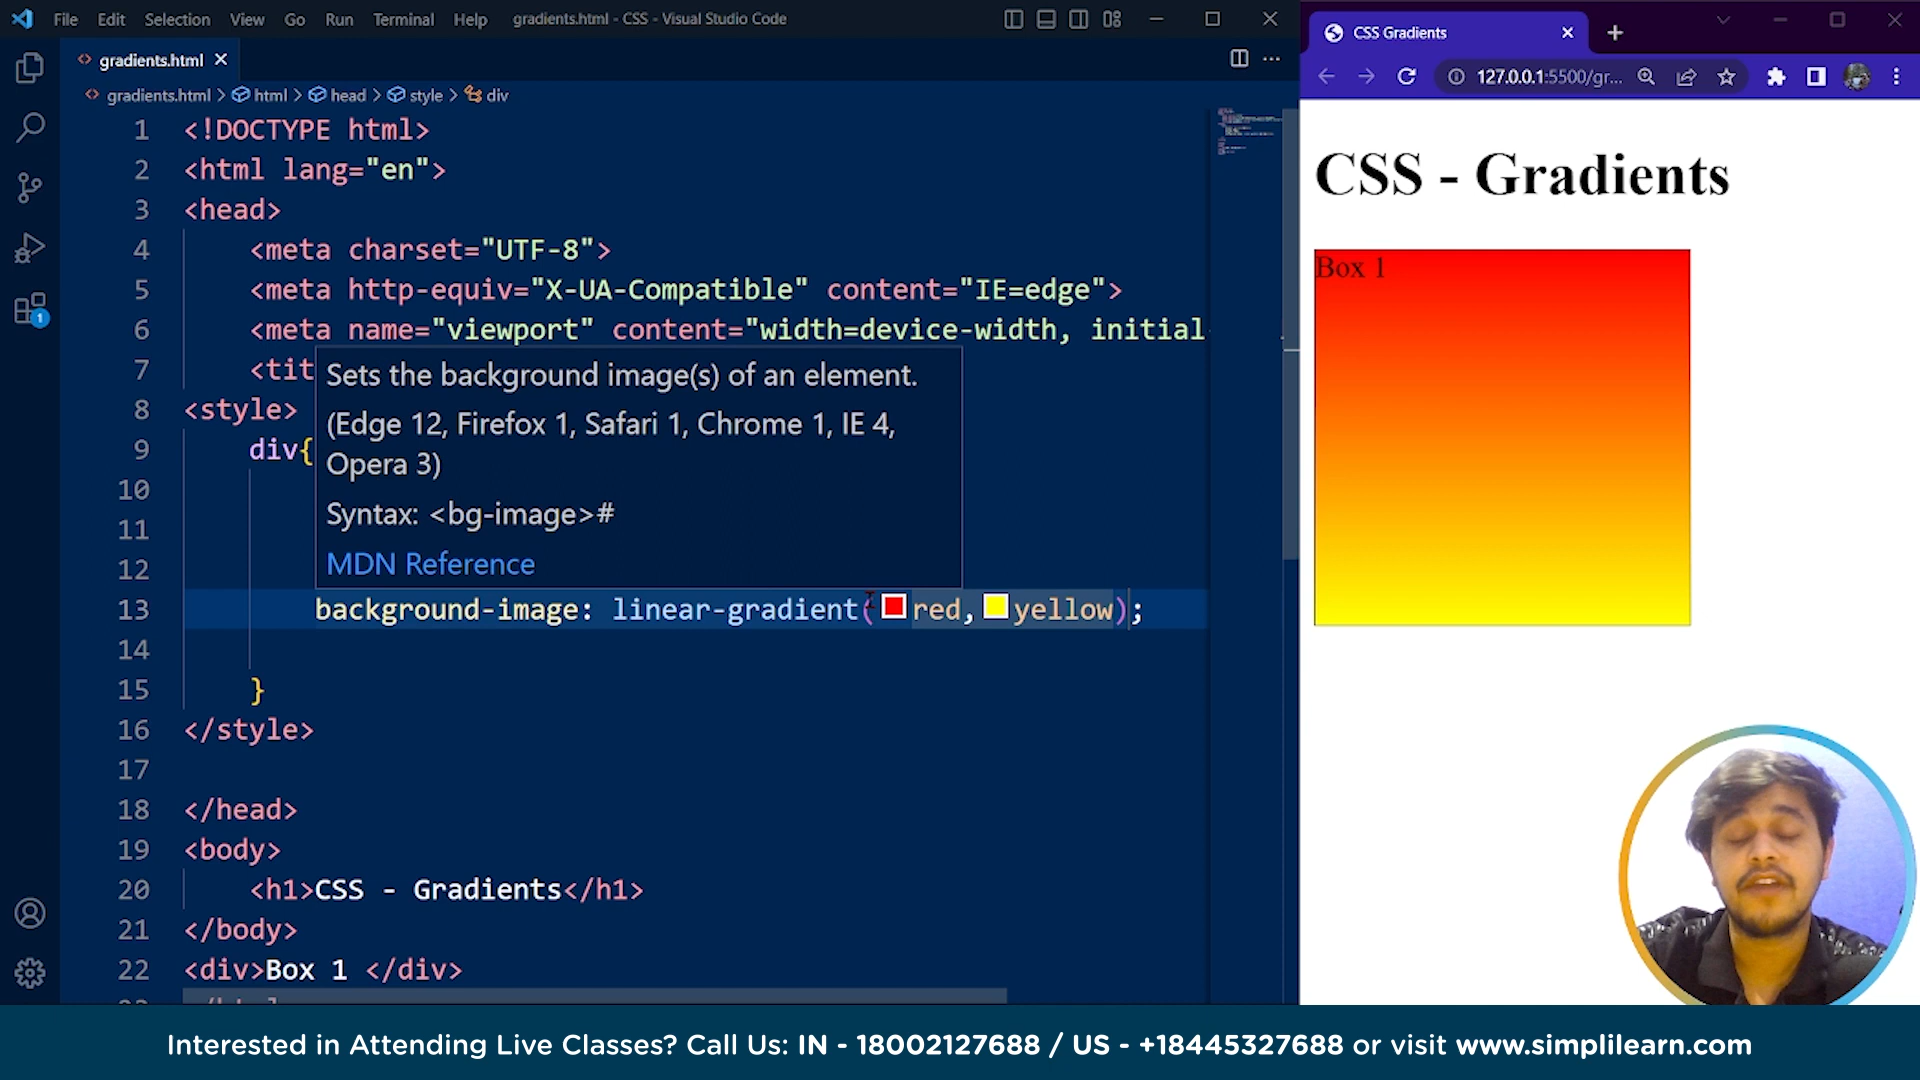 File Edit Selection View Go Run Terminal Help gradients.html - CSS - Visual Studio Code
gradients.html
gradients.html > html > head > style > div
1 <!DOCTYPE html>
2 <html lang="en">
3 <head>
4 <meta charset="UTF-8">
5 <meta http-equiv="X-UA-Compatible" content="IE=edge">
6 <meta name="viewport" content="width=device-width, initial
7 <tit
8 <style>
9 div{
10
11
12
Sets the background image(s) of an element.
(Edge 12, Firefox 1, Safari 1, Chrome 1, IE 4,
Opera 3)
Syntax: <bg-image>#
MDN Reference
13 background-image: linear-gradient(red,yellow);
14
15 }
16 </style>
17
18 </head>
19 <body>
20 <h1>CSS - Gradients</h1>
21 </body>
22 <div>Box 1 </div>
1
CSS Gradients
127.0.0.1:5500/gr...
CSS - Gradients
Box 1
Interested in Attending Live Classes? Call Us: IN - 18002127688 / US - +18445327688 or visit www.simplilearn.com